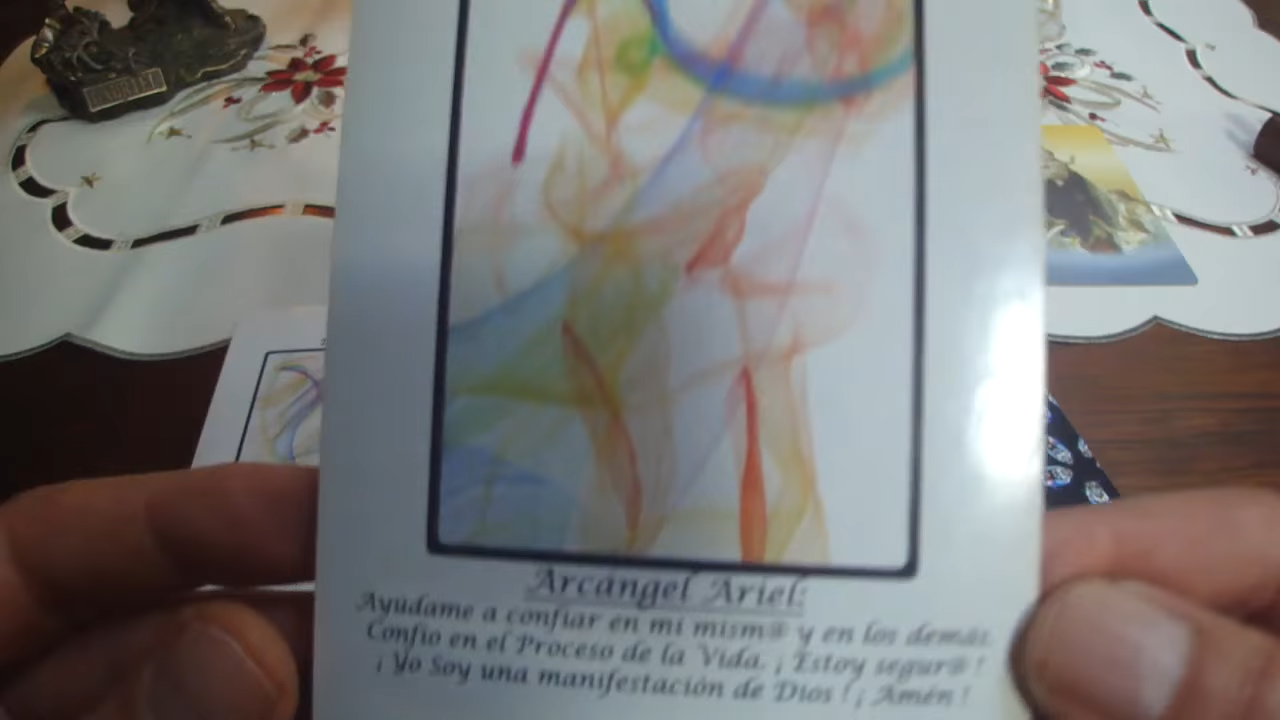 Arcángel Ariel:
Ayúdame a confiar en mi mism@ y en los demás.
Confío en el Proceso de la Vida. ¡ Estoy segur@ !
¡ Yo Soy una manifestación de Dios ! ¡ Amén !